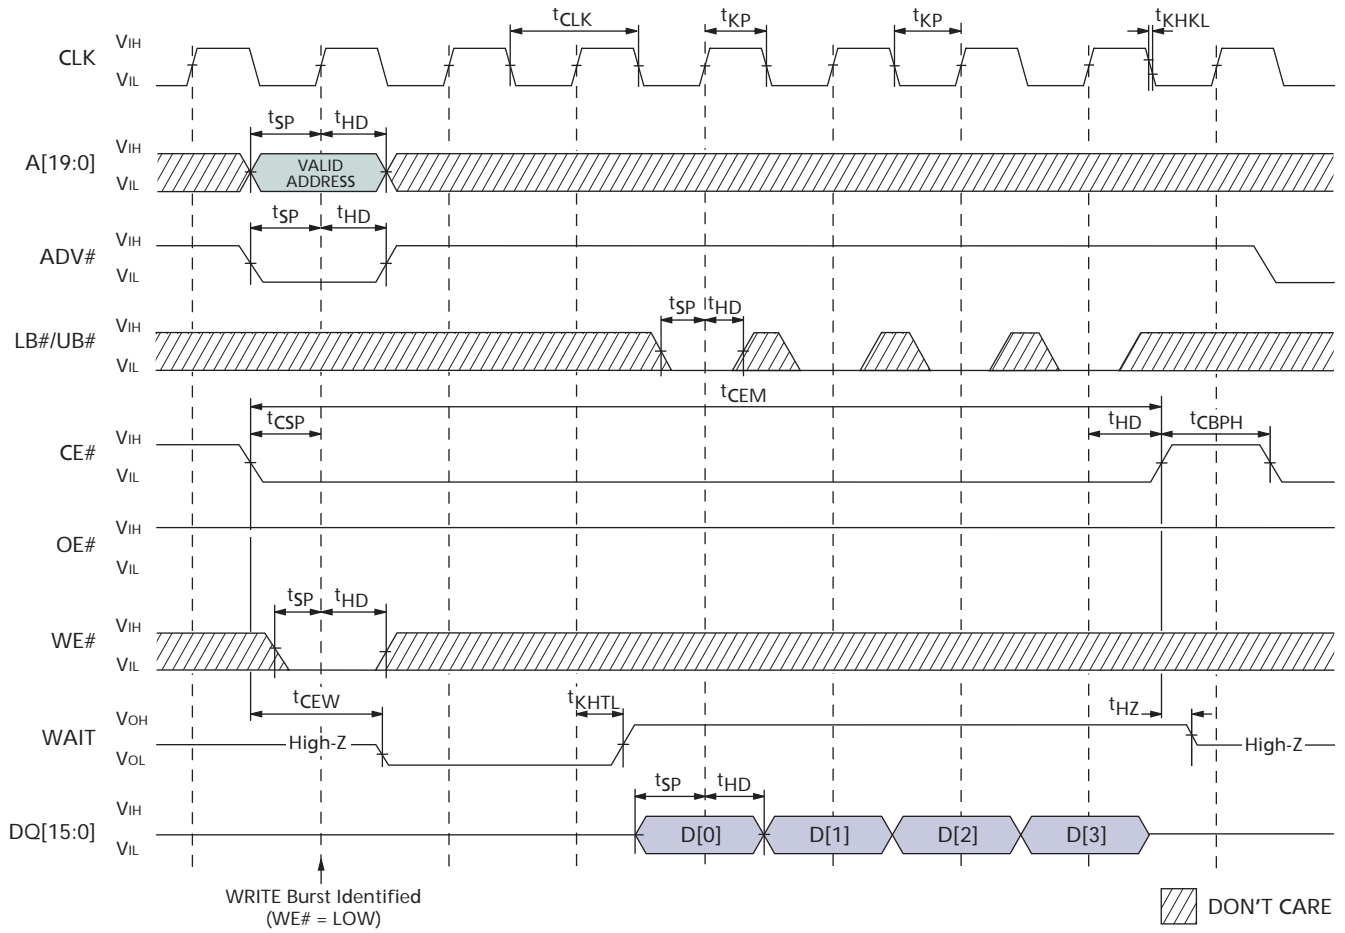 tCLK tKP tKP tKHKL
CLK VIH
VIL
tSP tHD
A[19:0] VIH
VIL
VALID
ADDRESS
tSP tHD
ADV# VIH
VIL
tSP tHD
LB#/UB# VIH
VIL
tCEM
tCSP tHD tCBPH
CE# VIH
VIL
OE# VIH
VIL
tSP tHD
WE# VIH
VIL
tCEW tKHTL tHZ
WAIT VOH
VOL
High-Z High-Z
tSP tHD
DQ[15:0] VIH
VIL
D[0] D[1] D[2] D[3]
WRITE Burst Identified
(WE# = LOW)
DON'T CARE